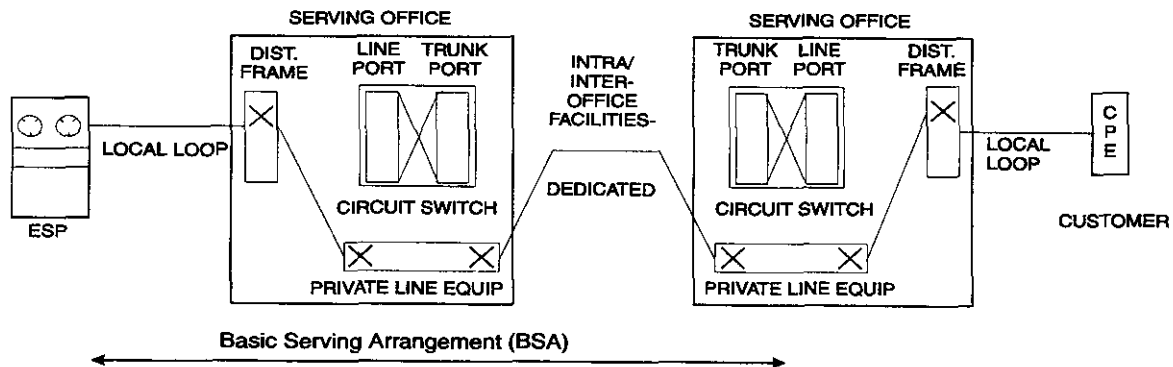 SERVING OFFICE
DIST.
FRAME
LINE
PORT
TRUNK
PORT
LOCAL LOOP
ESP
CIRCUIT SWITCH
PRIVATE LINE EQUIP
INTRA/
INTER-
OFFICE
FACILITIES-
DEDICATED
SERVING OFFICE
TRUNK
PORT
LINE
PORT
DIST.
FRAME
CIRCUIT SWITCH
PRIVATE LINE EQUIP
LOCAL
LOOP
CPE
CUSTOMER
Basic Serving Arrangement (BSA)